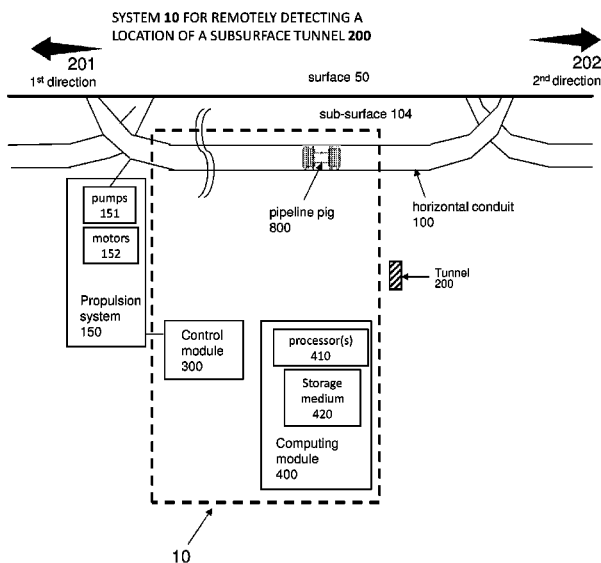 SYSTEM 10 FOR REMOTELY DETECTING A
LOCATION OF A SUBSURFACE TUNNEL 200
201
1st direction
surface 50
202
2nd direction
sub-surface 104
pumps
151
motors
152
Propulsion
system
150
pipeline pig
800
horizontal conduit
100
Tunnel
200
Control
module
300
processor(s)
410
Storage
medium
420
Computing
module
400
10